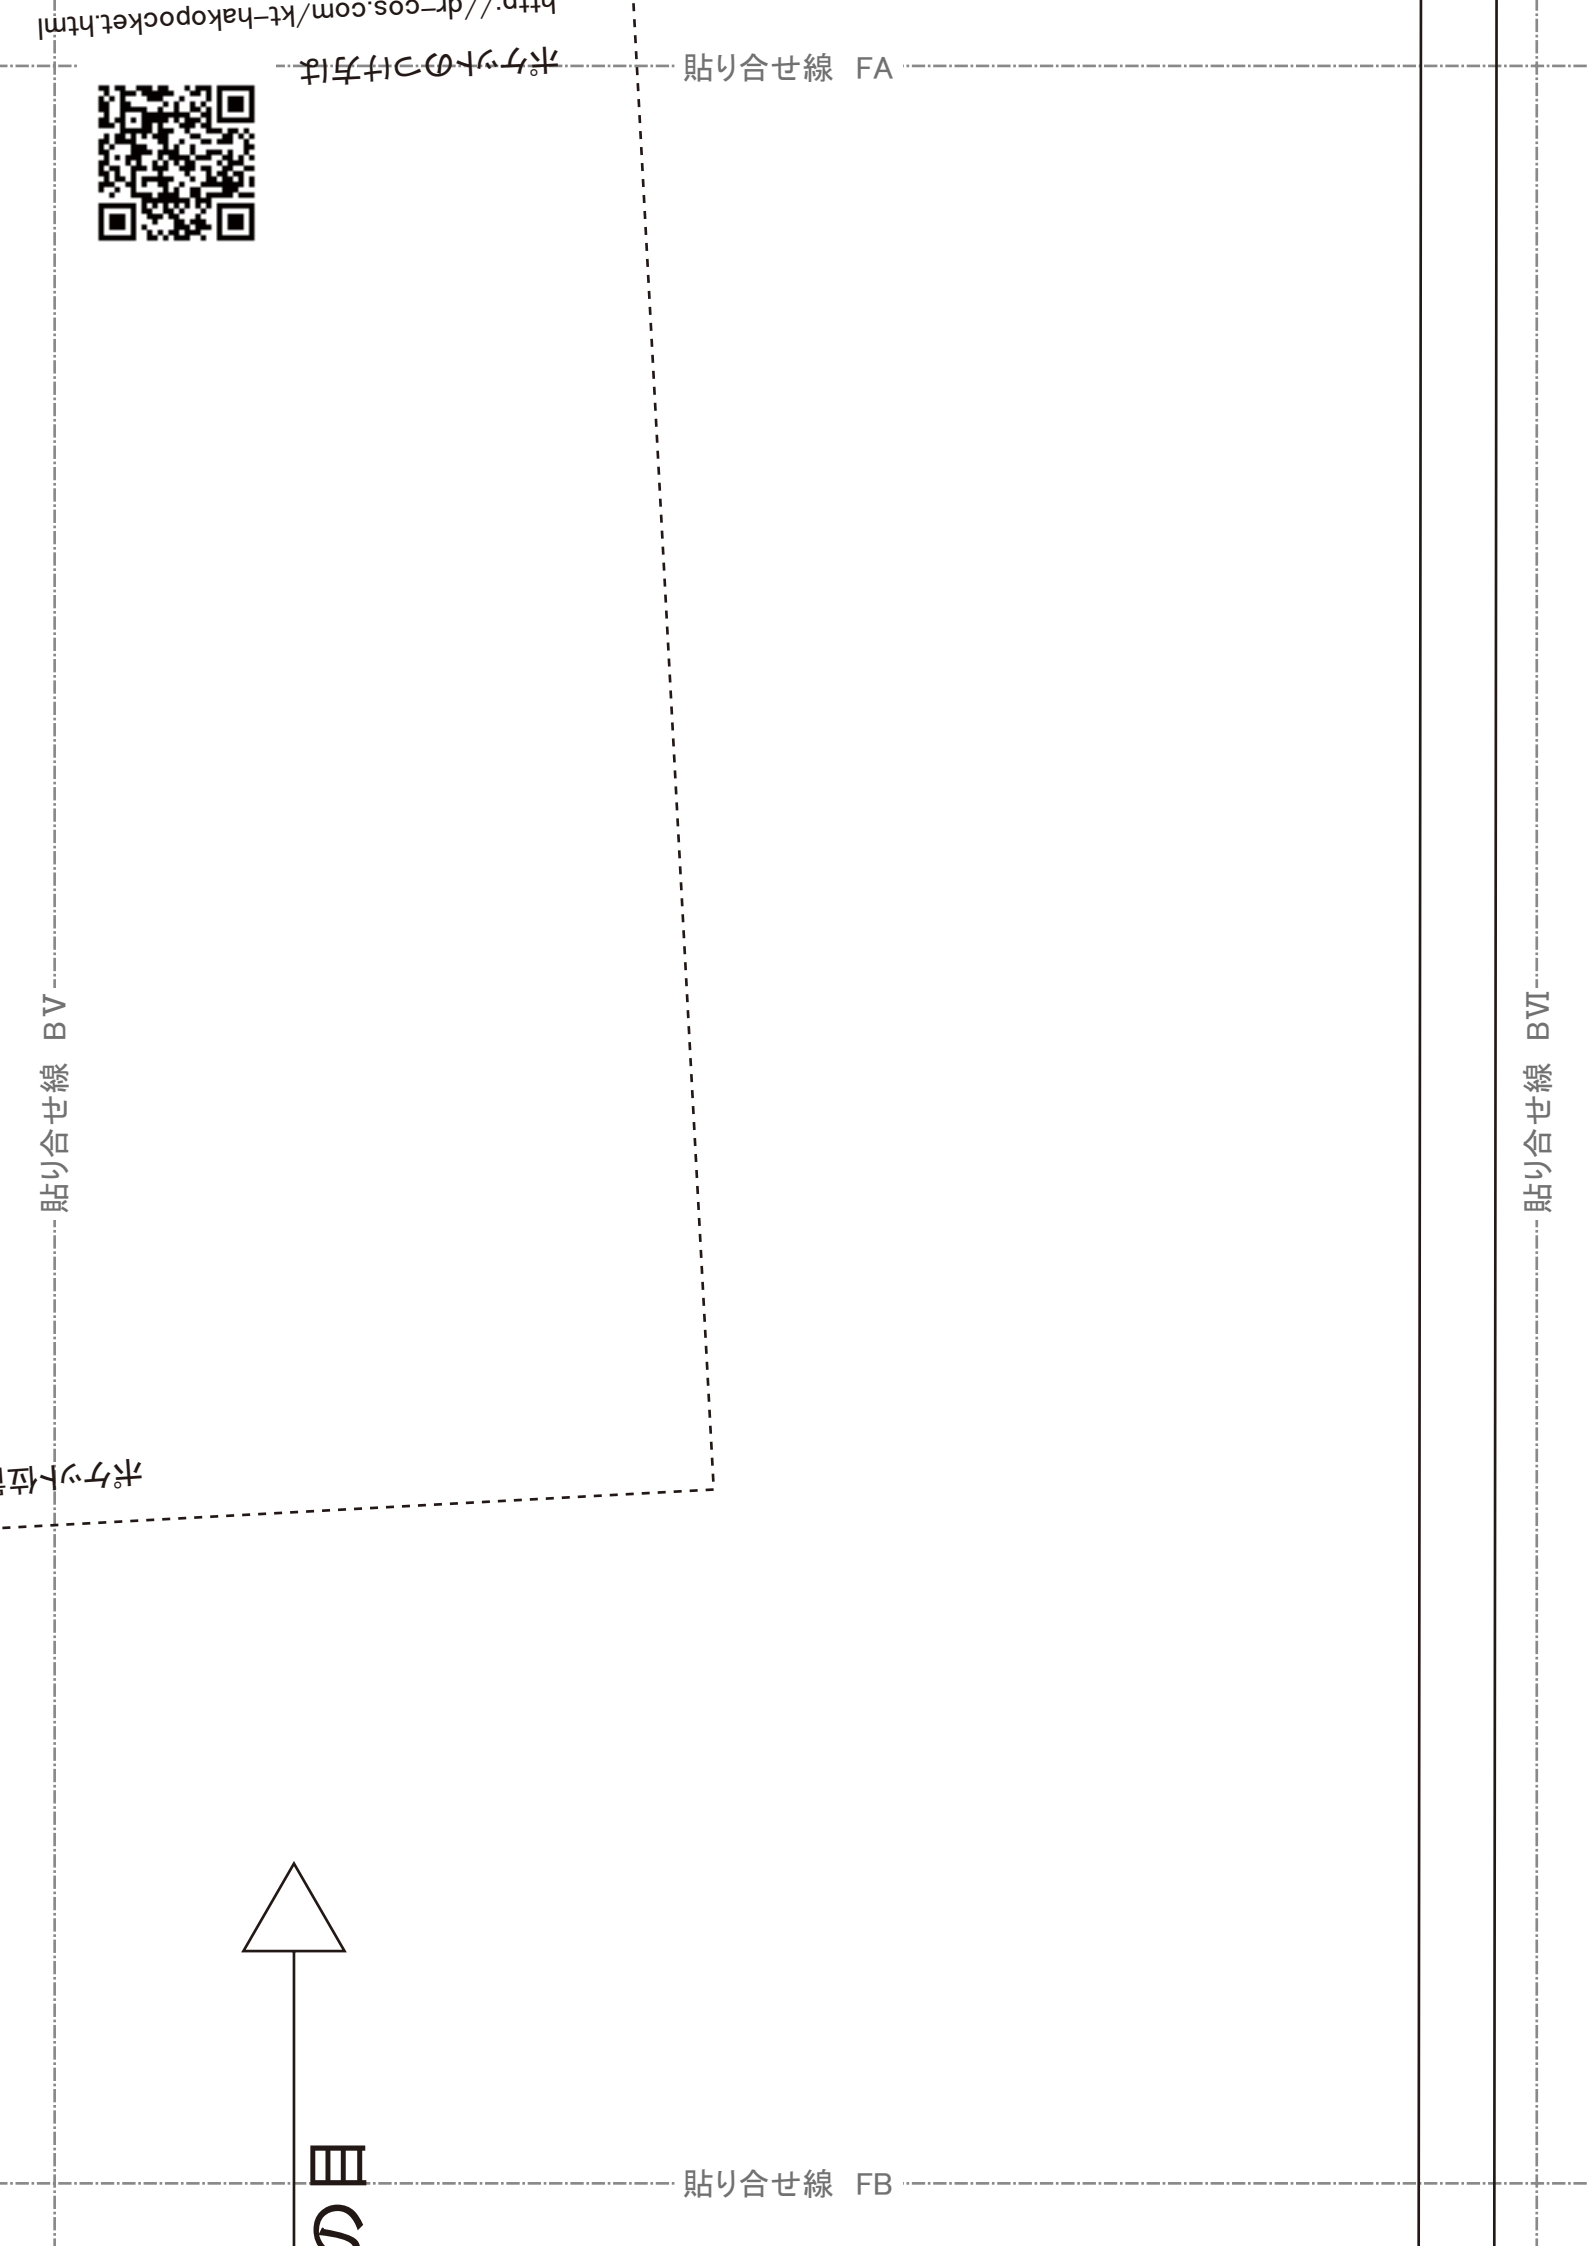 http://dr-cos.com/kt-hakopocket.html
ポケットのつけ方は
貼り合せ線 FA
貼り合せ線 BⅤ
貼り合せ線 BⅥ
ポケット位
目の
貼り合せ線 FB